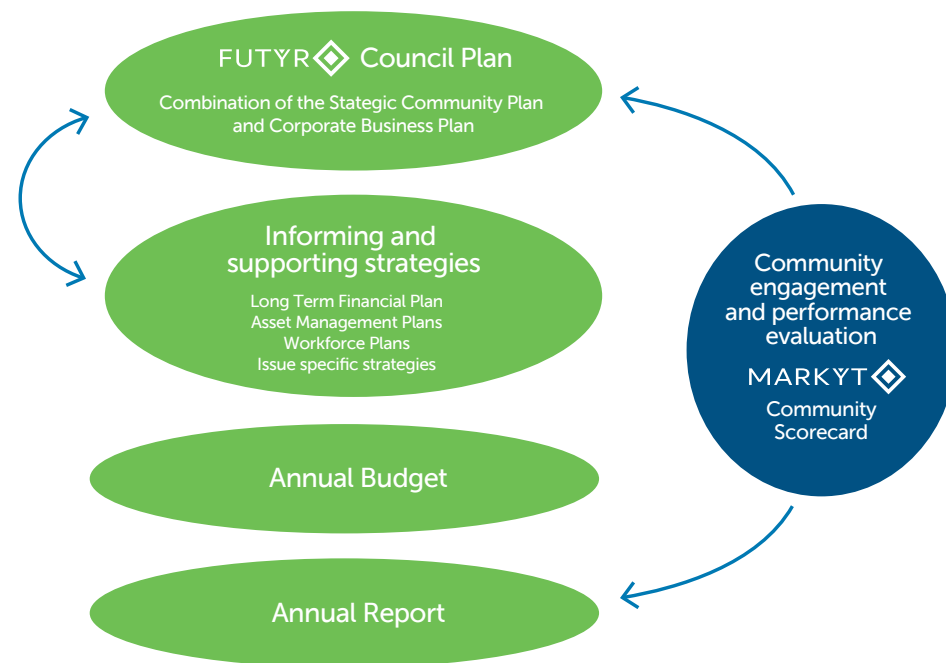 FUTYR Council Plan
Combination of the Stategic Community Plan
and Corporate Business Plan
Informing and
supporting strategies
Long Term Financial Plan
Asset Management Plans
Workforce Plans
Issue specific strategies
Annual Budget
Annual Report
Community
engagement
and performance
evaluation
MARKYT
Community
Scorecard